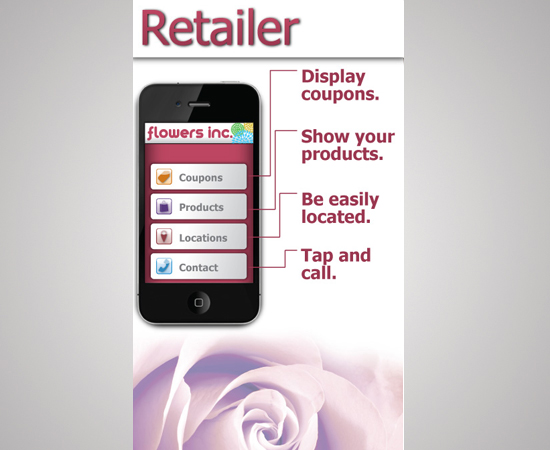 Retailer
Display
coupons.
Show your
products.
Be easily
located.
Tap and
call.
flowers inc.
Coupons
Products
Locations
Contact